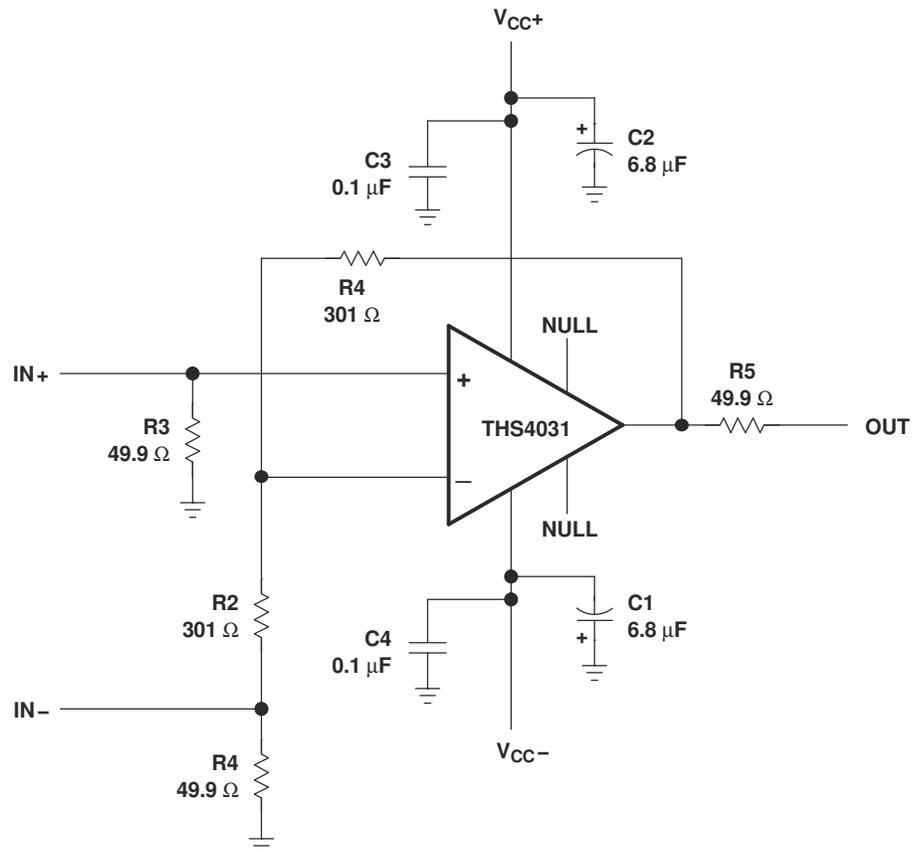 VCC+
C2
6.8 μF
+
C3
0.1 μF
R4
301 Ω
NULL
IN+
+
R3
49.9 Ω
THS4031
R5
49.9 Ω
OUT
−
NULL
R2
301 Ω
C4
0.1 μF
C1
6.8 μF
+
IN−
VCC−
R4
49.9 Ω